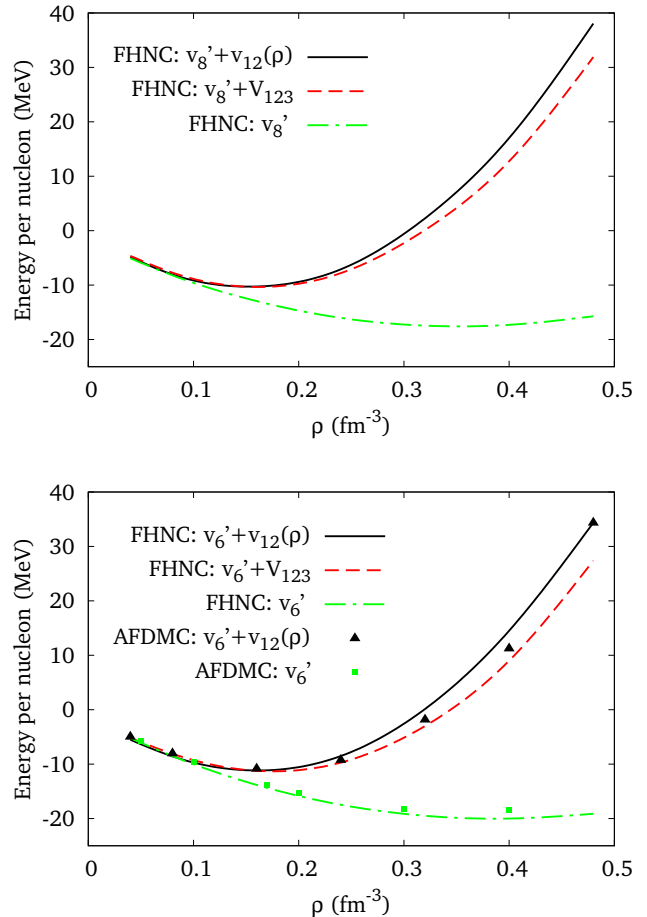 40
30
20
10
0
-10
-20
0
0.1
0.2
0.3
0.4
0.5
Energy per nucleon (MeV)
ρ (fm⁻³)
FHNC: v₈'+v₁₂(ρ)
FHNC: v₈'+V₁₂₃
FHNC: v₈'
40
30
20
10
0
-10
-20
0
0.1
0.2
0.3
0.4
0.5
Energy per nucleon (MeV)
ρ (fm⁻³)
FHNC: v₆'+v₁₂(ρ)
FHNC: v₆'+V₁₂₃
FHNC: v₆'
AFDMC: v₆'+v₁₂(ρ)
AFDMC: v₆'